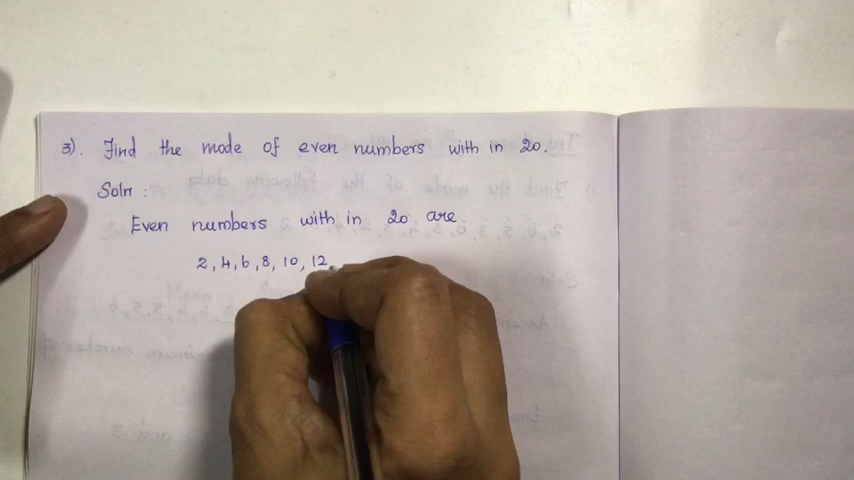 3). Find the mode of even numbers with in 20.
Soln :
Even numbers with in 20 are.
2, 4, 6, 8, 10, 12,